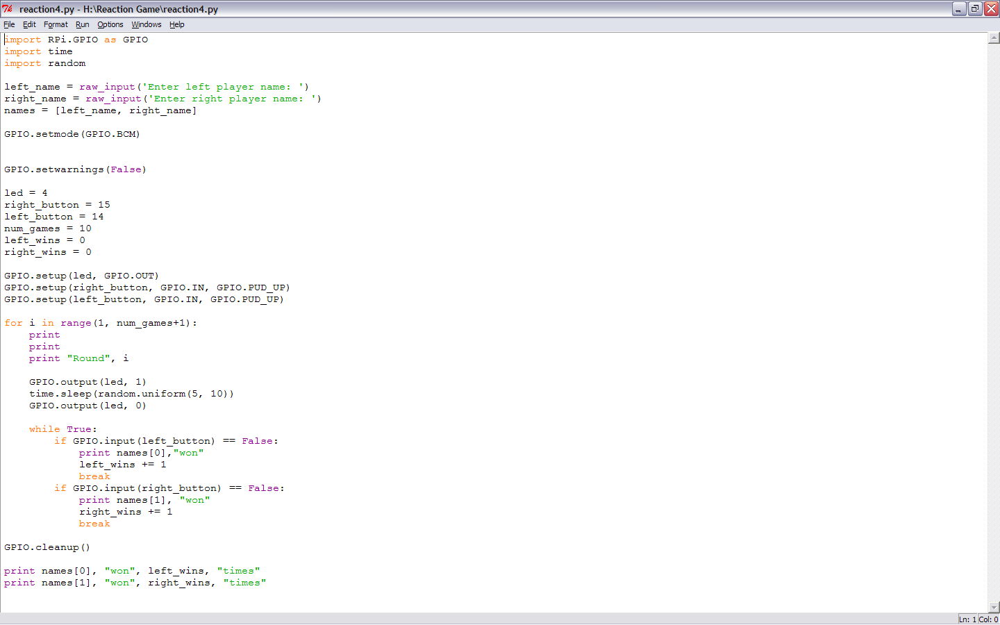 reaction4.py - H:\Reaction Game\reaction4.py
File Edit Format Run Options Windows Help
import RPi.GPIO as GPIO
import time
import random

left_name = raw_input('Enter left player name: ')
right_name = raw_input('Enter right player name: ')
names = [left_name, right_name]

GPIO.setmode(GPIO.BCM)


GPIO.setwarnings(False)

led = 4
right_button = 15
left_button = 14
num_games = 10
left_wins = 0
right_wins = 0

GPIO.setup(led, GPIO.OUT)
GPIO.setup(right_button, GPIO.IN, GPIO.PUD_UP)
GPIO.setup(left_button, GPIO.IN, GPIO.PUD_UP)

for i in range(1, num_games+1):
    print
    print
    print "Round", i

    GPIO.output(led, 1)
    time.sleep(random.uniform(5, 10))
    GPIO.output(led, 0)

    while True:
        if GPIO.input(left_button) == False:
            print names[0],"won"
            left_wins += 1
            break
        if GPIO.input(right_button) == False:
            print names[1], "won"
            right_wins += 1
            break

GPIO.cleanup()

print names[0], "won", left_wins, "times"
print names[1], "won", right_wins, "times"
Ln: 1 Col: 0